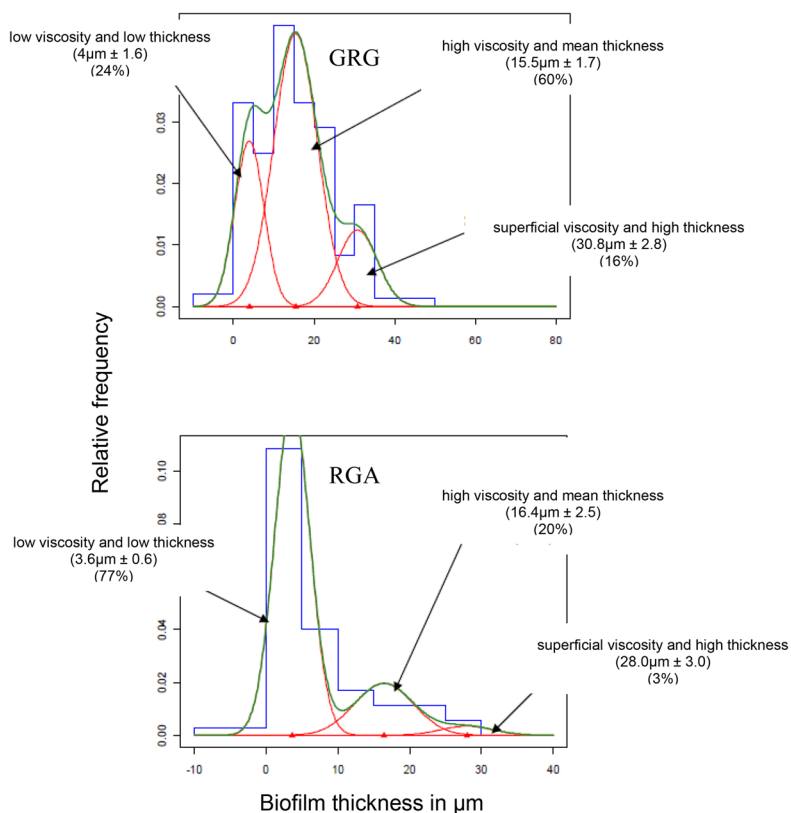 low viscosity and low thickness
(4µm ± 1.6)
(24%)
GRG
high viscosity and mean thickness
(15.5µm ± 1.7)
(60%)
superficial viscosity and high thickness
(30.8µm ± 2.8)
(16%)
0.03
0.02
0.01
0.00
0
20
40
60
80
Relative frequency
RGA
high viscosity and mean thickness
(16.4µm ± 2.5)
(20%)
low viscosity and low thickness
(3.6µm ± 0.6)
(77%)
superficial viscosity and high thickness
(28.0µm ± 3.0)
(3%)
0.10
08
0.04
0.02
0.00
-10
0
10
20
30
40
Biofilm thickness in µm